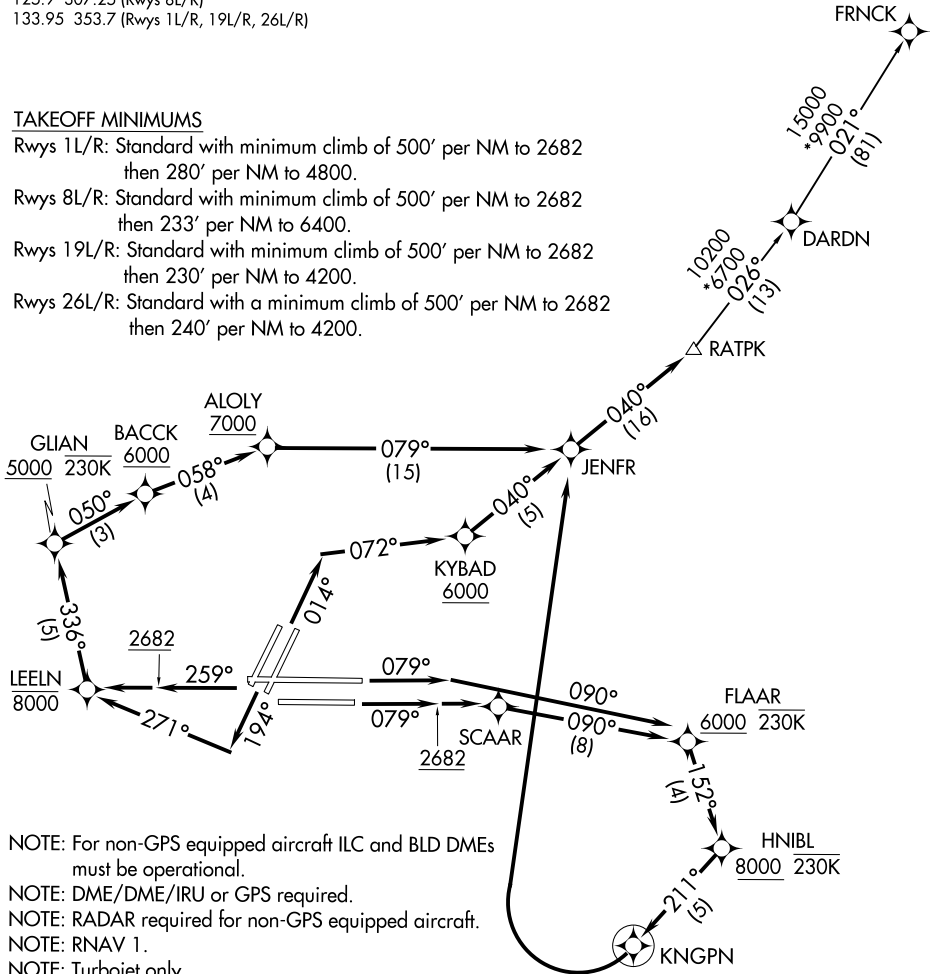 133.95 353.7 (Rwys 1L/R, 19L/R, 26L/R)
FRNCK
15000
*9900
021°
(81)
TAKEOFF MINIMUMS
Rwys 1L/R: Standard with minimum climb of 500' per NM to 2682
then 280' per NM to 4800.
Rwys 8L/R: Standard with minimum climb of 500' per NM to 2682
then 233' per NM to 6400.
Rwys 19L/R: Standard with minimum climb of 500' per NM to 2682
then 230' per NM to 4200.
Rwys 26L/R: Standard with a minimum climb of 500' per NM to 2682
then 240' per NM to 4200.
DARDN
10200
*6700
026°
(13)
RATPK
040°
(16)
ALOLY
7000
BACCK
6000
GLIAN
5000 230K
050°
(3)
058°
(4)
079°
(15)
JENFR
040°
(5)
072°
KYBAD
6000
014°
336°
(5)
2682
LEELN
8000
259°
271°
194°
079°
090°
079°
SCAAR
2682
090°
(8)
FLAAR
6000 230K
152°
(4)
HNIBL
8000 230K
211°
(5)
KNGPN
NOTE: For non-GPS equipped aircraft ILC and BLD DMEs
must be operational.
NOTE: DME/DME/IRU or GPS required.
NOTE: RADAR required for non-GPS equipped aircraft.
NOTE: RNAV 1.
NOTE: Turbojet only